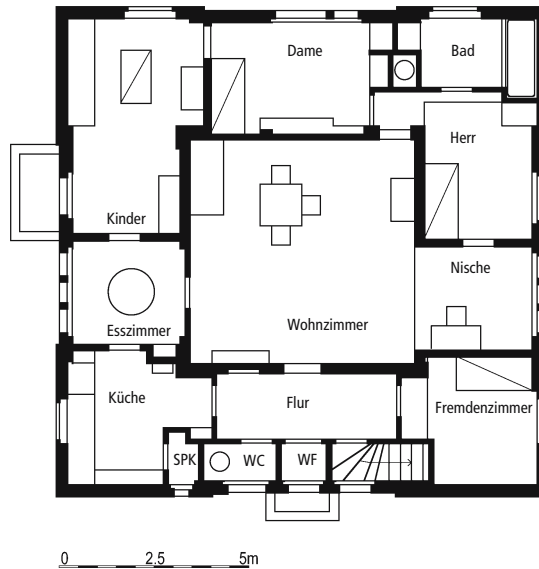 Dame
Bad
Herr
Kinder
Nische
Esszimmer
Wohnzimmer
Küche
Flur
Fremdenzimmer
SPK
WC
WF
0 2.5 5m